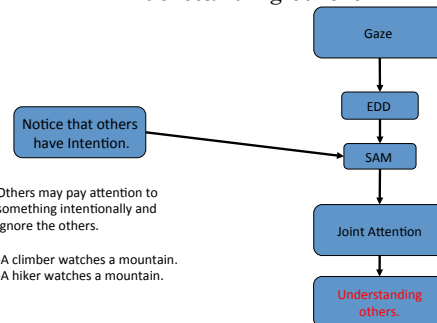 Gaze
EDD
Notice that others
have Intention.
SAM
Others may pay attention to
something intentionally and
ignore the others.
Joint Attention
-A climber watches a mountain.
-A hiker watches a mountain.
Understanding
others.